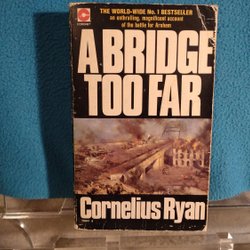 CORONET
THE WORLD-WIDE No. 1 BESTSELLER
an enthralling, magnificent account
of the battle for Arnhem
A BRIDGE
TOO FAR
Cornelius Ryan